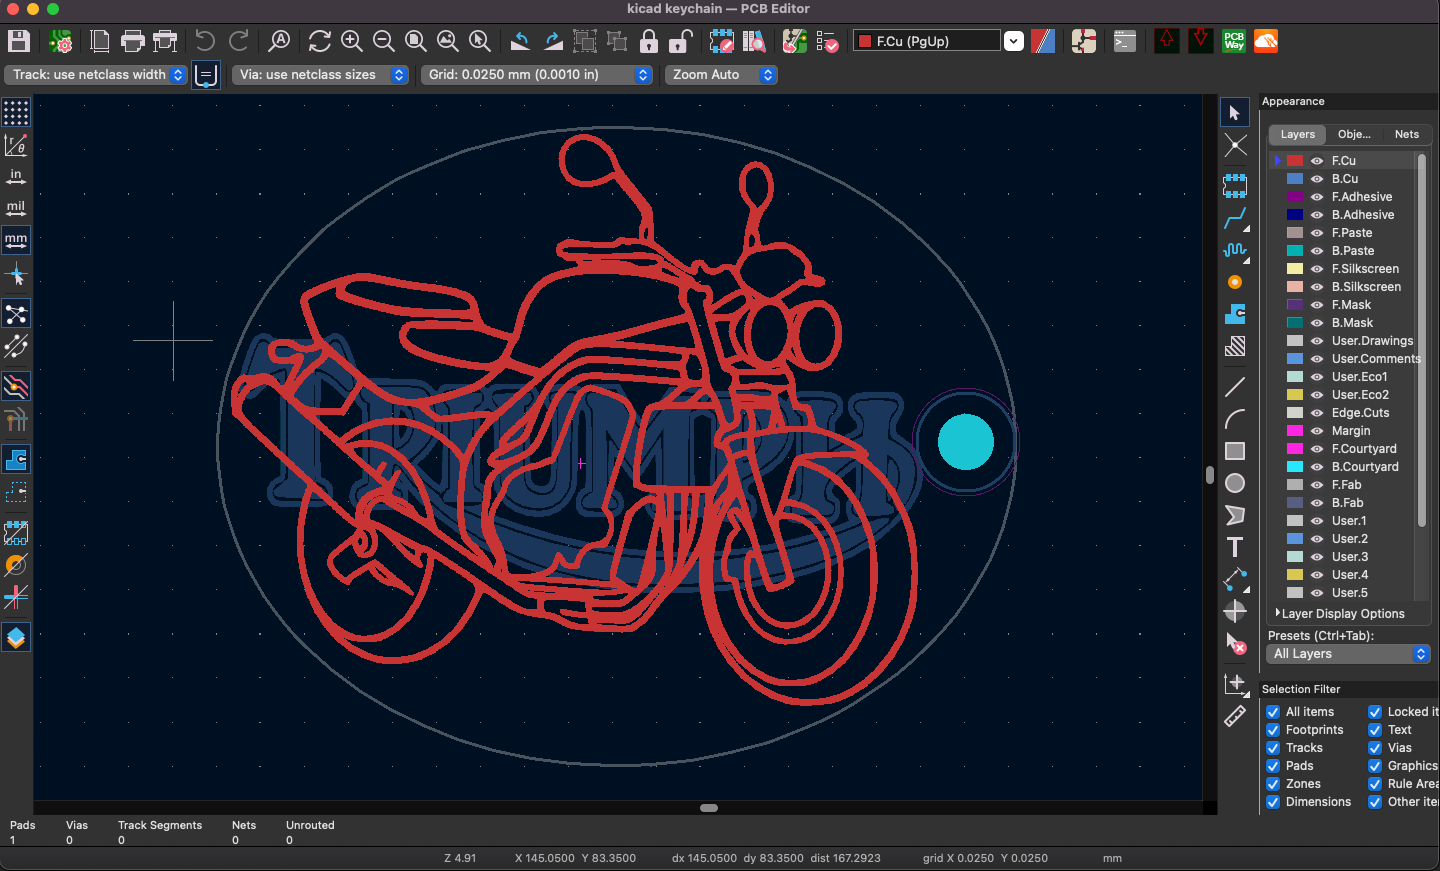 kicad keychain — PCB Editor
F.Cu (PgUp)
PCB
Way
Track: use netclass width
Via: use netclass sizes
Grid: 0.0250 mm (0.0010 in)
Zoom Auto
r
θ
in
mil
mm
A
T
TRIUMPH
Appearance
Layers
Obje...
Nets
F.Cu
B.Cu
F.Adhesive
B.Adhesive
F.Paste
B.Paste
F.Silkscreen
B.Silkscreen
F.Mask
B.Mask
User.Drawings
User.Comments
User.Eco1
User.Eco2
Edge.Cuts
Margin
F.Courtyard
B.Courtyard
F.Fab
B.Fab
User.1
User.2
User.3
User.4
User.5
Layer Display Options
Presets (Ctrl+Tab):
All Layers
Selection Filter
All items
Locked it
Footprints
Text
Tracks
Vias
Pads
Graphics
Zones
Rule Area
Dimensions
Other iter
Pads Vias Track Segments Nets Unrouted
1 0 0 0 0
Z 4.91 X 145.0500 Y 83.3500 dx 145.0500 dy 83.3500 dist 167.2923 grid X 0.0250 Y 0.0250 mm